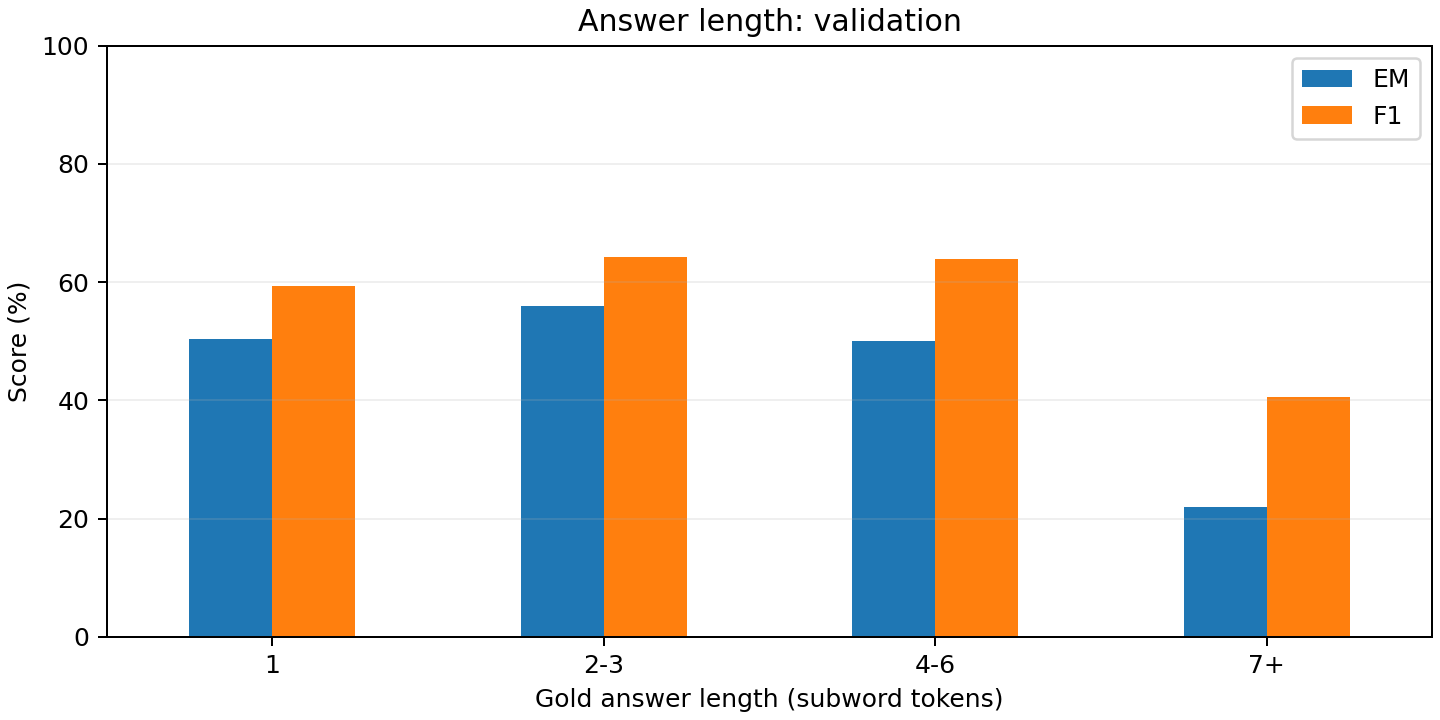 Answer length: validation
100
80
60
40
20
0
Score (%)
EM
F1
1
2-3
4-6
7+
Gold answer length (subword tokens)